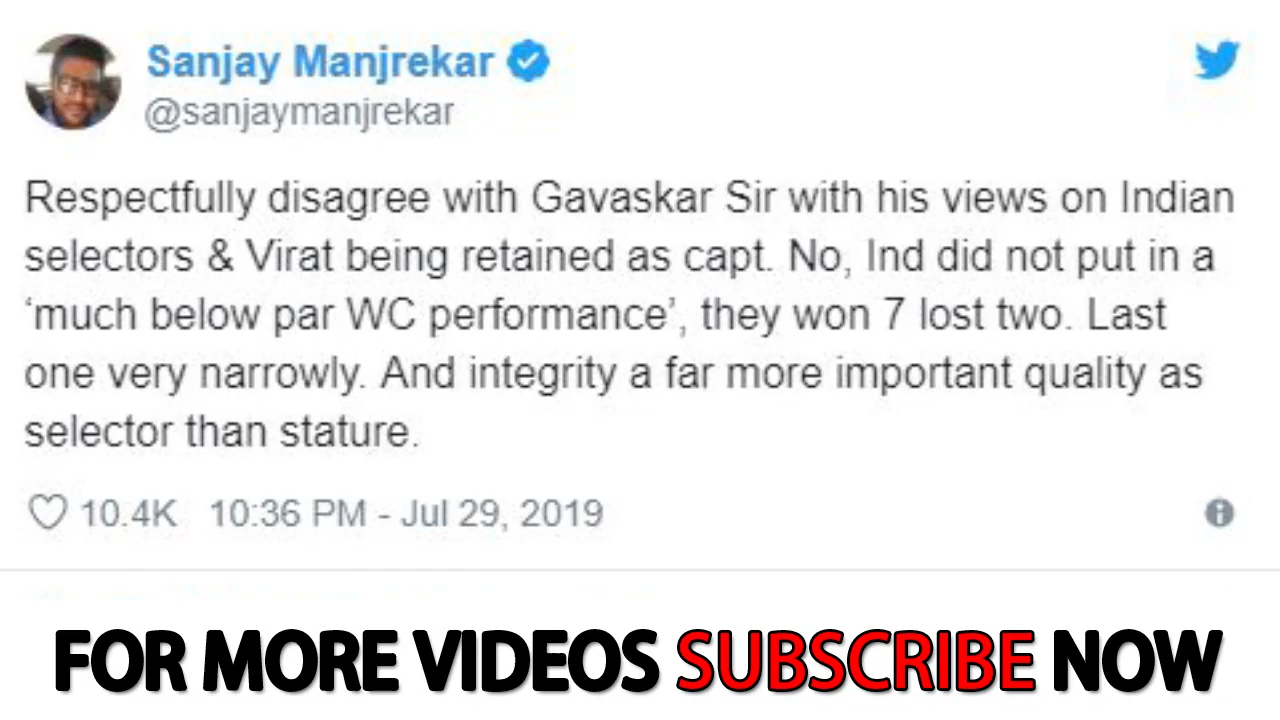 Sanjay Manjrekar
@sanjaymanjrekar
Respectfully disagree with Gavaskar Sir with his views on Indian
selectors & Virat being retained as capt. No, Ind did not put in a
‘much below par WC performance’, they won 7 lost two. Last
one very narrowly. And integrity a far more important quality as
selector than stature.
10.4K 10:36 PM - Jul 29, 2019
FOR MORE VIDEOS SUBSCRIBE NOW